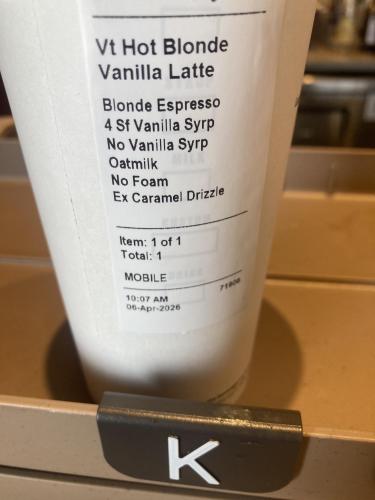 Vt Hot Blonde
Vanilla Latte
Blonde Espresso
4 Sf Vanilla Syrp
No Vanilla Syrp
Oatmilk
No Foam
Ex Caramel Drizzle
Item: 1 of 1
Total: 1
MOBILE
10:07 AM
06-Apr-2026
K